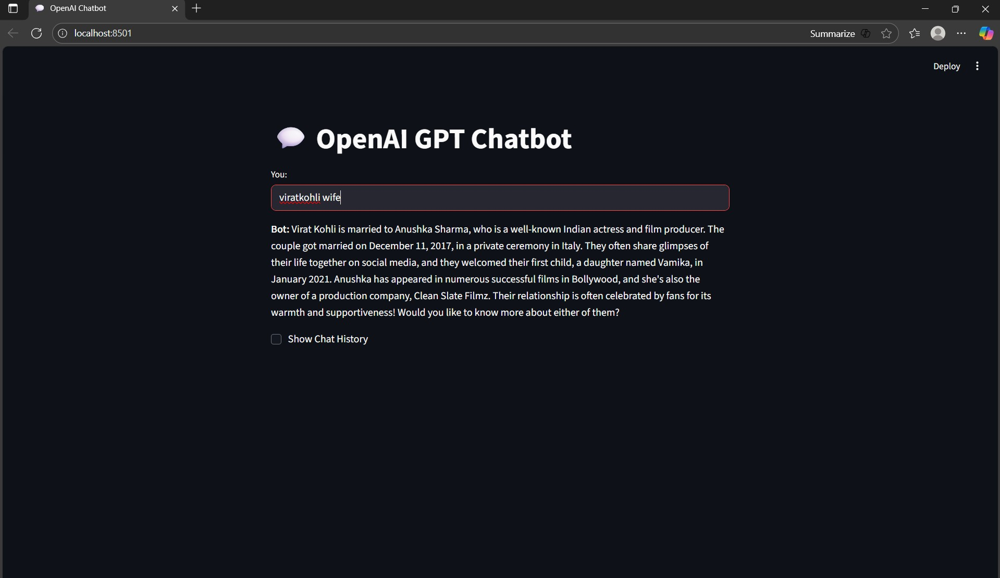 OpenAI Chatbot
localhost:8501
Summarize
Deploy
OpenAI GPT Chatbot
You:
viratkohli wife
Bot: Virat Kohli is married to Anushka Sharma, who is a well-known Indian actress and film producer. The
couple got married on December 11, 2017, in a private ceremony in Italy. They often share glimpses of
their life together on social media, and they welcomed their first child, a daughter named Vamika, in
January 2021. Anushka has appeared in numerous successful films in Bollywood, and she's also the
owner of a production company, Clean Slate Filmz. Their relationship is often celebrated by fans for its
warmth and supportiveness! Would you like to know more about either of them?
Show Chat History